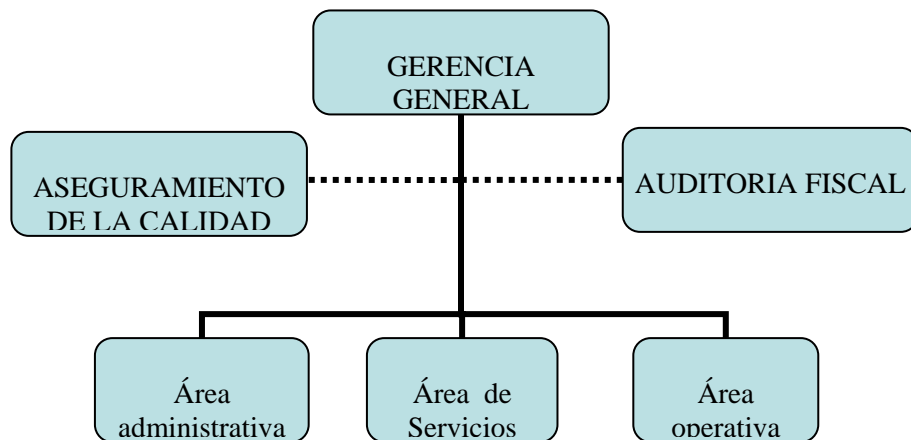 GERENCIA
GENERAL
ASEGURAMIENTO
DE LA CALIDAD
AUDITORIA FISCAL
Área
administrativa
Área de
Servicios
Área
operativa